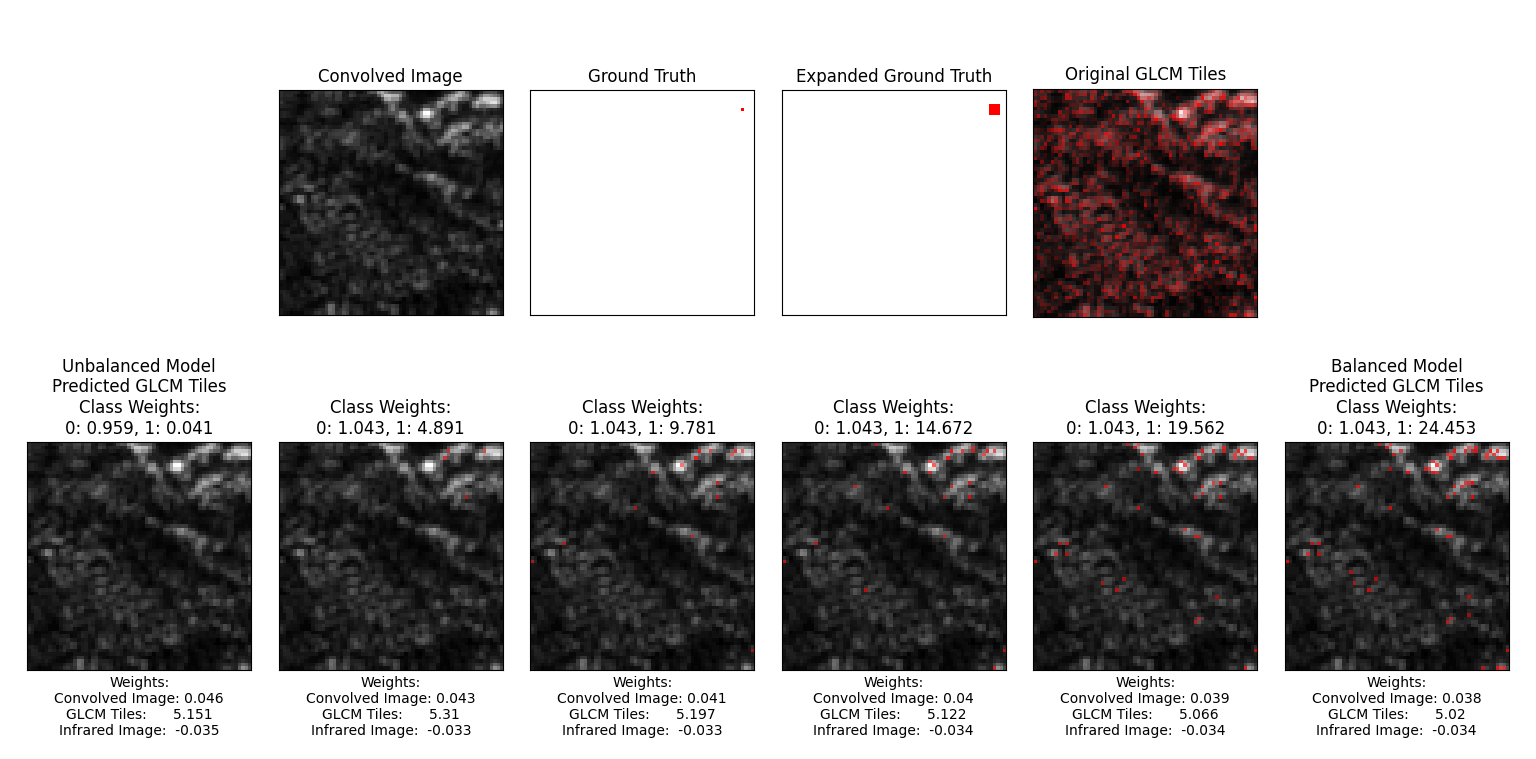 Convolved Image
Ground Truth
Expanded Ground Truth
Original GLCM Tiles
Unbalanced Model
Predicted GLCM Tiles
Class Weights:
0: 0.959, 1: 0.041
Class Weights:
0: 1.043, 1: 4.891
Class Weights:
0: 1.043, 1: 9.781
Class Weights:
0: 1.043, 1: 14.672
Class Weights:
0: 1.043, 1: 19.562
Balanced Model
Predicted GLCM Tiles
Class Weights:
0: 1.043, 1: 24.453
Weights:
Convolved Image: 0.046
GLCM Tiles: 5.151
Infrared Image: -0.035
Weights:
Convolved Image: 0.043
GLCM Tiles: 5.31
Infrared Image: -0.033
Weights:
Convolved Image: 0.041
GLCM Tiles: 5.197
Infrared Image: -0.033
Weights:
Convolved Image: 0.04
GLCM Tiles: 5.122
Infrared Image: -0.034
Weights:
Convolved Image: 0.039
GLCM Tiles: 5.066
Infrared Image: -0.034
Weights:
Convolved Image: 0.038
GLCM Tiles: 5.02
Infrared Image: -0.034